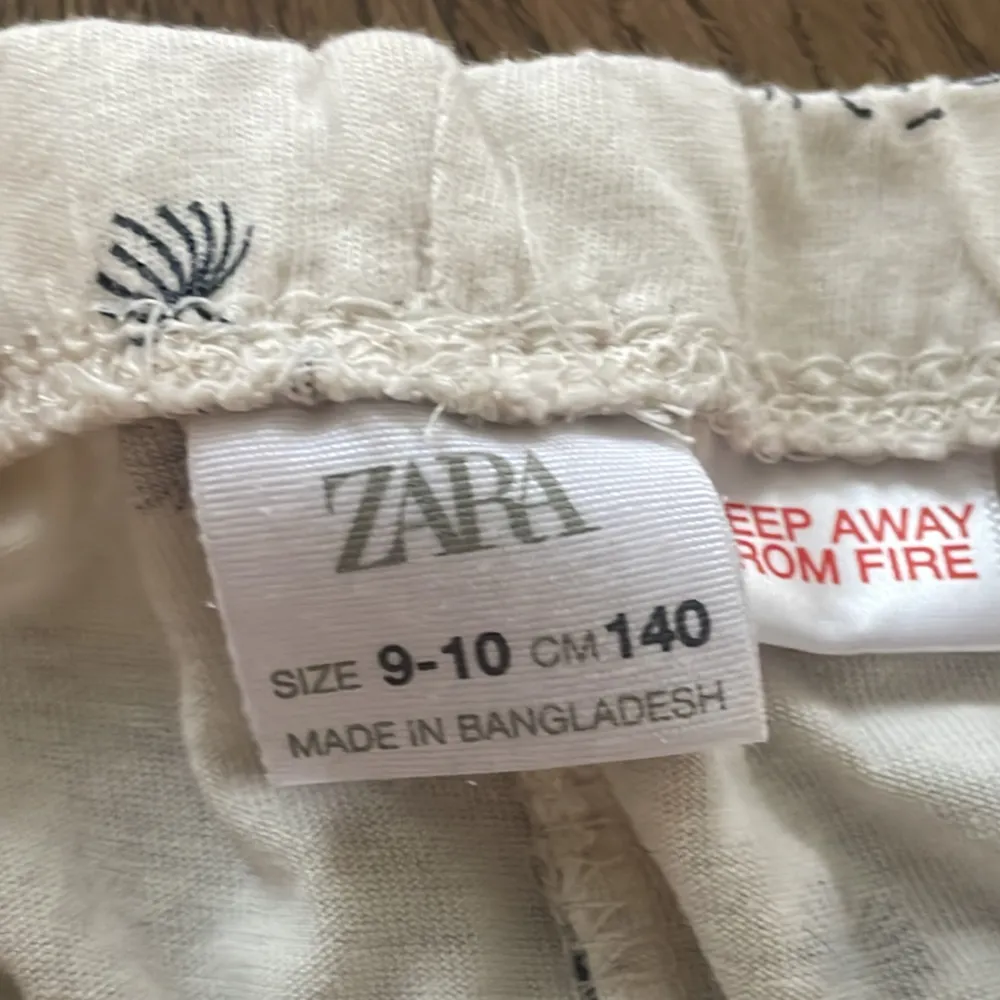 ZARA
SIZE 9-10 CM 140
MADE IN BANGLADESH
EEP AWAY
ROM FIRE